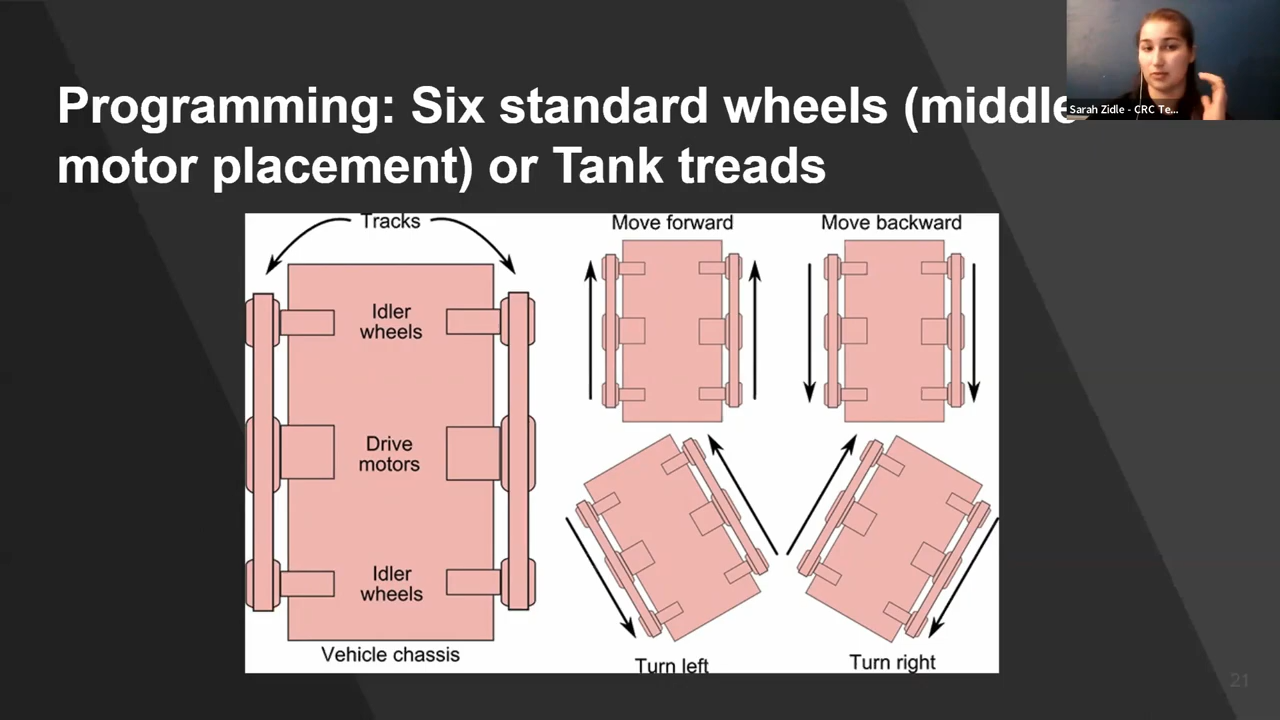 Programming: Six standard wheels (middle
motor placement) or Tank treads
Sarah Zidle - CRC Te...
Tracks
Idler
wheels
Drive
motors
Idler
wheels
Vehicle chassis
Move forward
Move backward
Turn left
Turn right
21